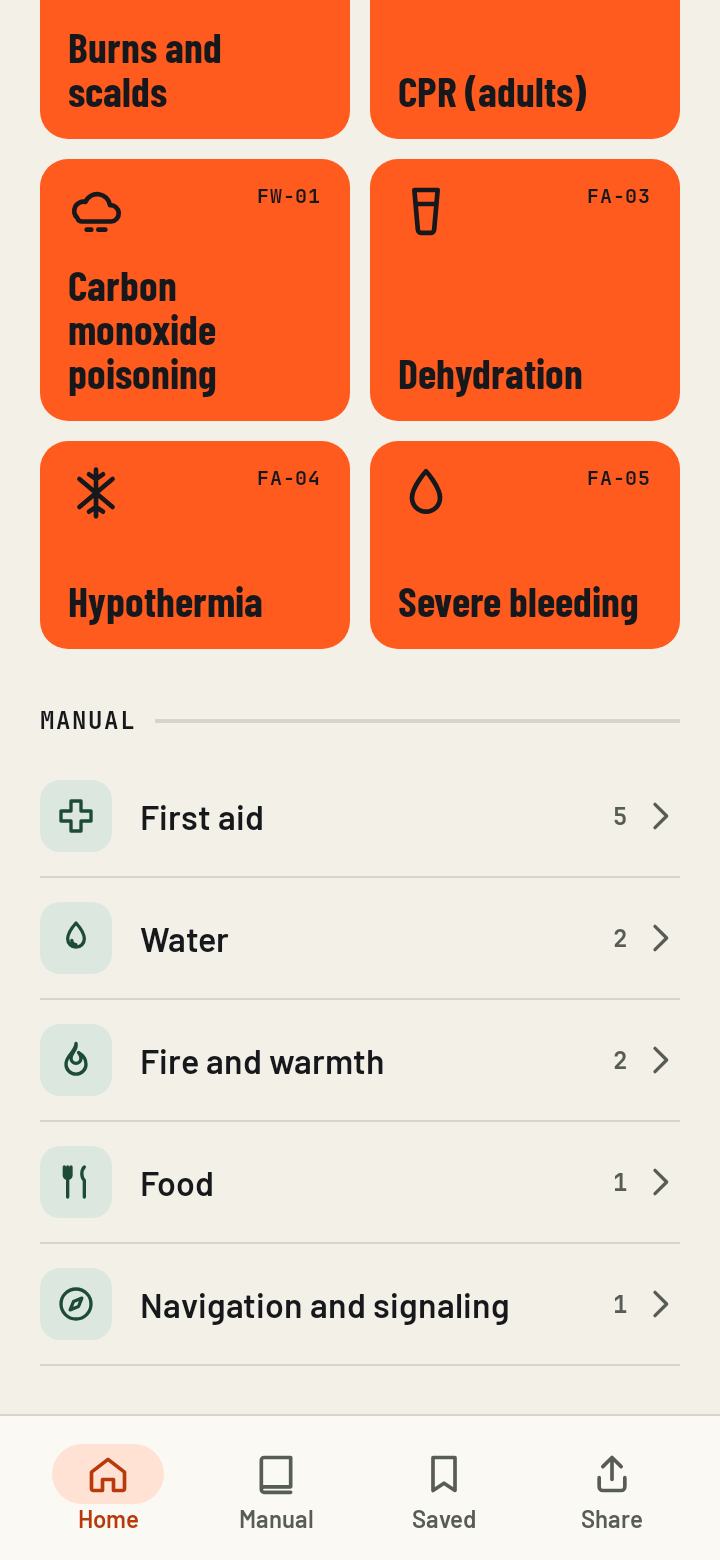 Burns and
scalds
CPR (adults)
FW-01
Carbon
monoxide
poisoning
FA-03
Dehydration
FA-04
Hypothermia
FA-05
Severe bleeding
MANUAL
First aid 5
Water 2
Fire and warmth 2
Food 1
Navigation and signaling 1
Home
Manual
Saved
Share